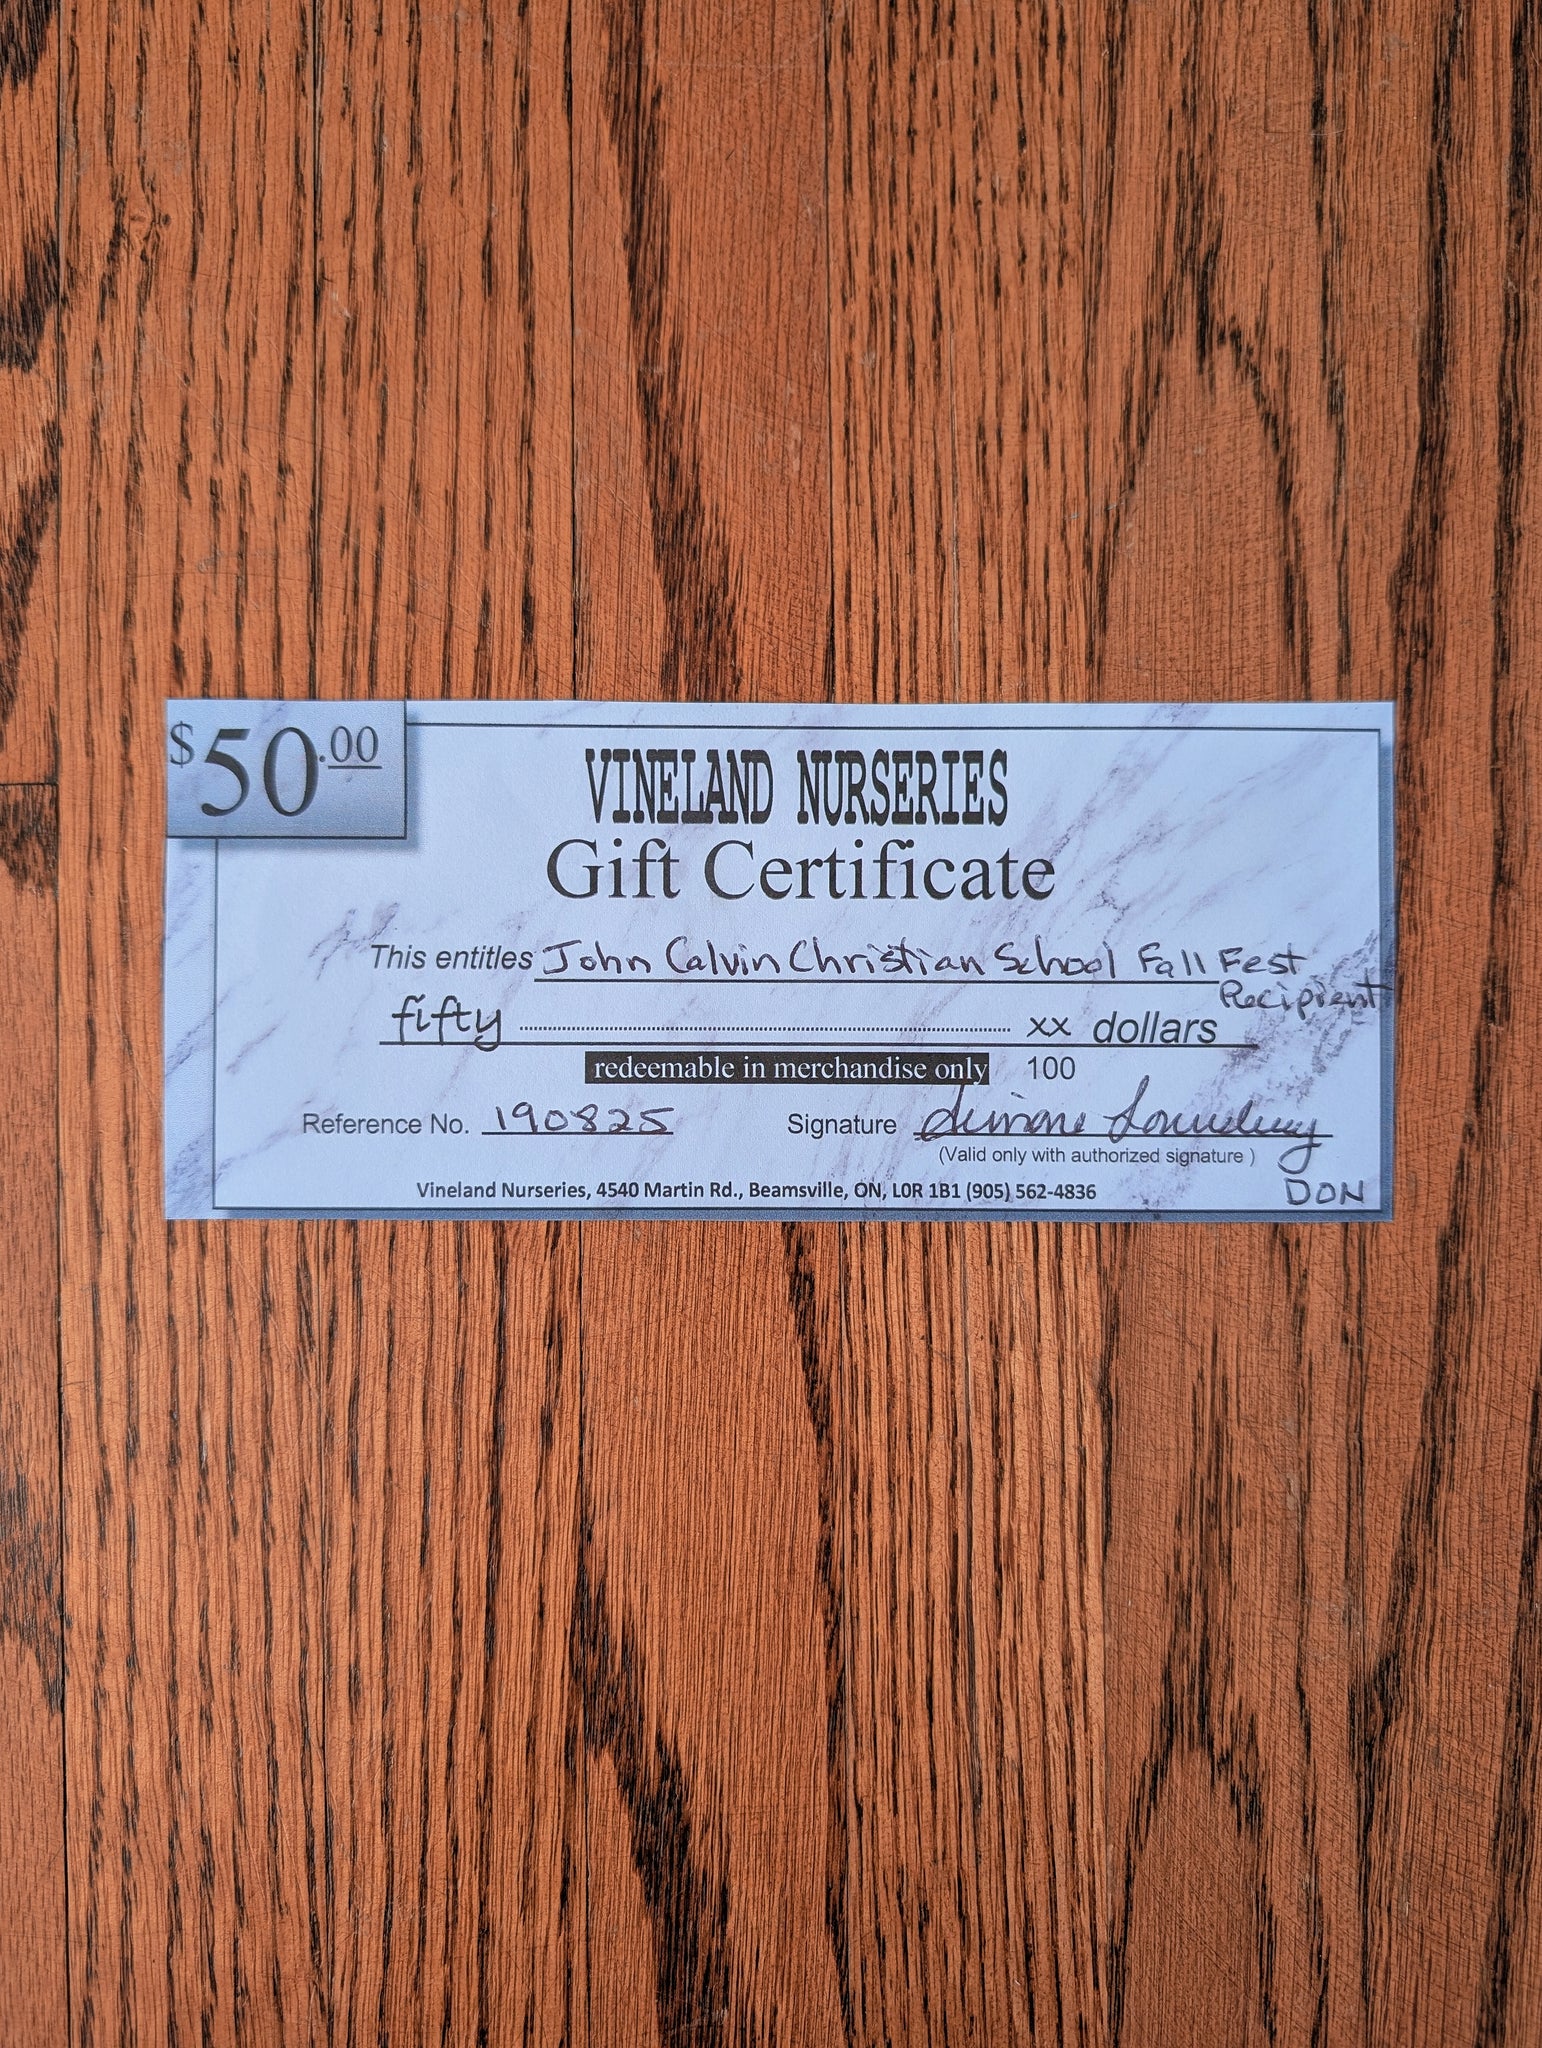 $50.00
VINELAND NURSERIES
Gift Certificate
This entitles John Calvin Christian School Fall Fest
Recipient
fifty xx dollars
redeemable in merchandise only 100
Reference No. 190825 Signature
(Valid only with authorized signature )
Vineland Nurseries, 4540 Martin Rd., Beamsville, ON, L0R 1B1 (905) 562-4836
DON